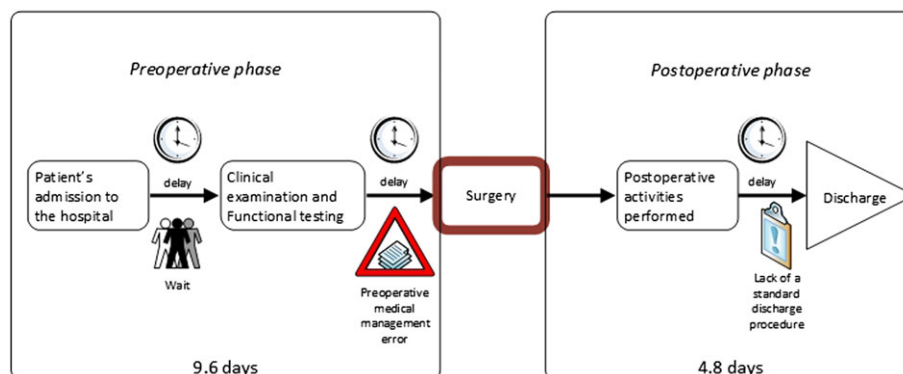 Preoperative phase
Postoperative phase
Patient's
admission to
the hospital
delay
Wait
Clinical
examination and
Functional testing
delay
Preoperative
medical
management
error
Surgery
Postoperative
activities
performed
delay
Lack of a
standard
discharge
procedure
Discharge
9.6 days
4.8 days